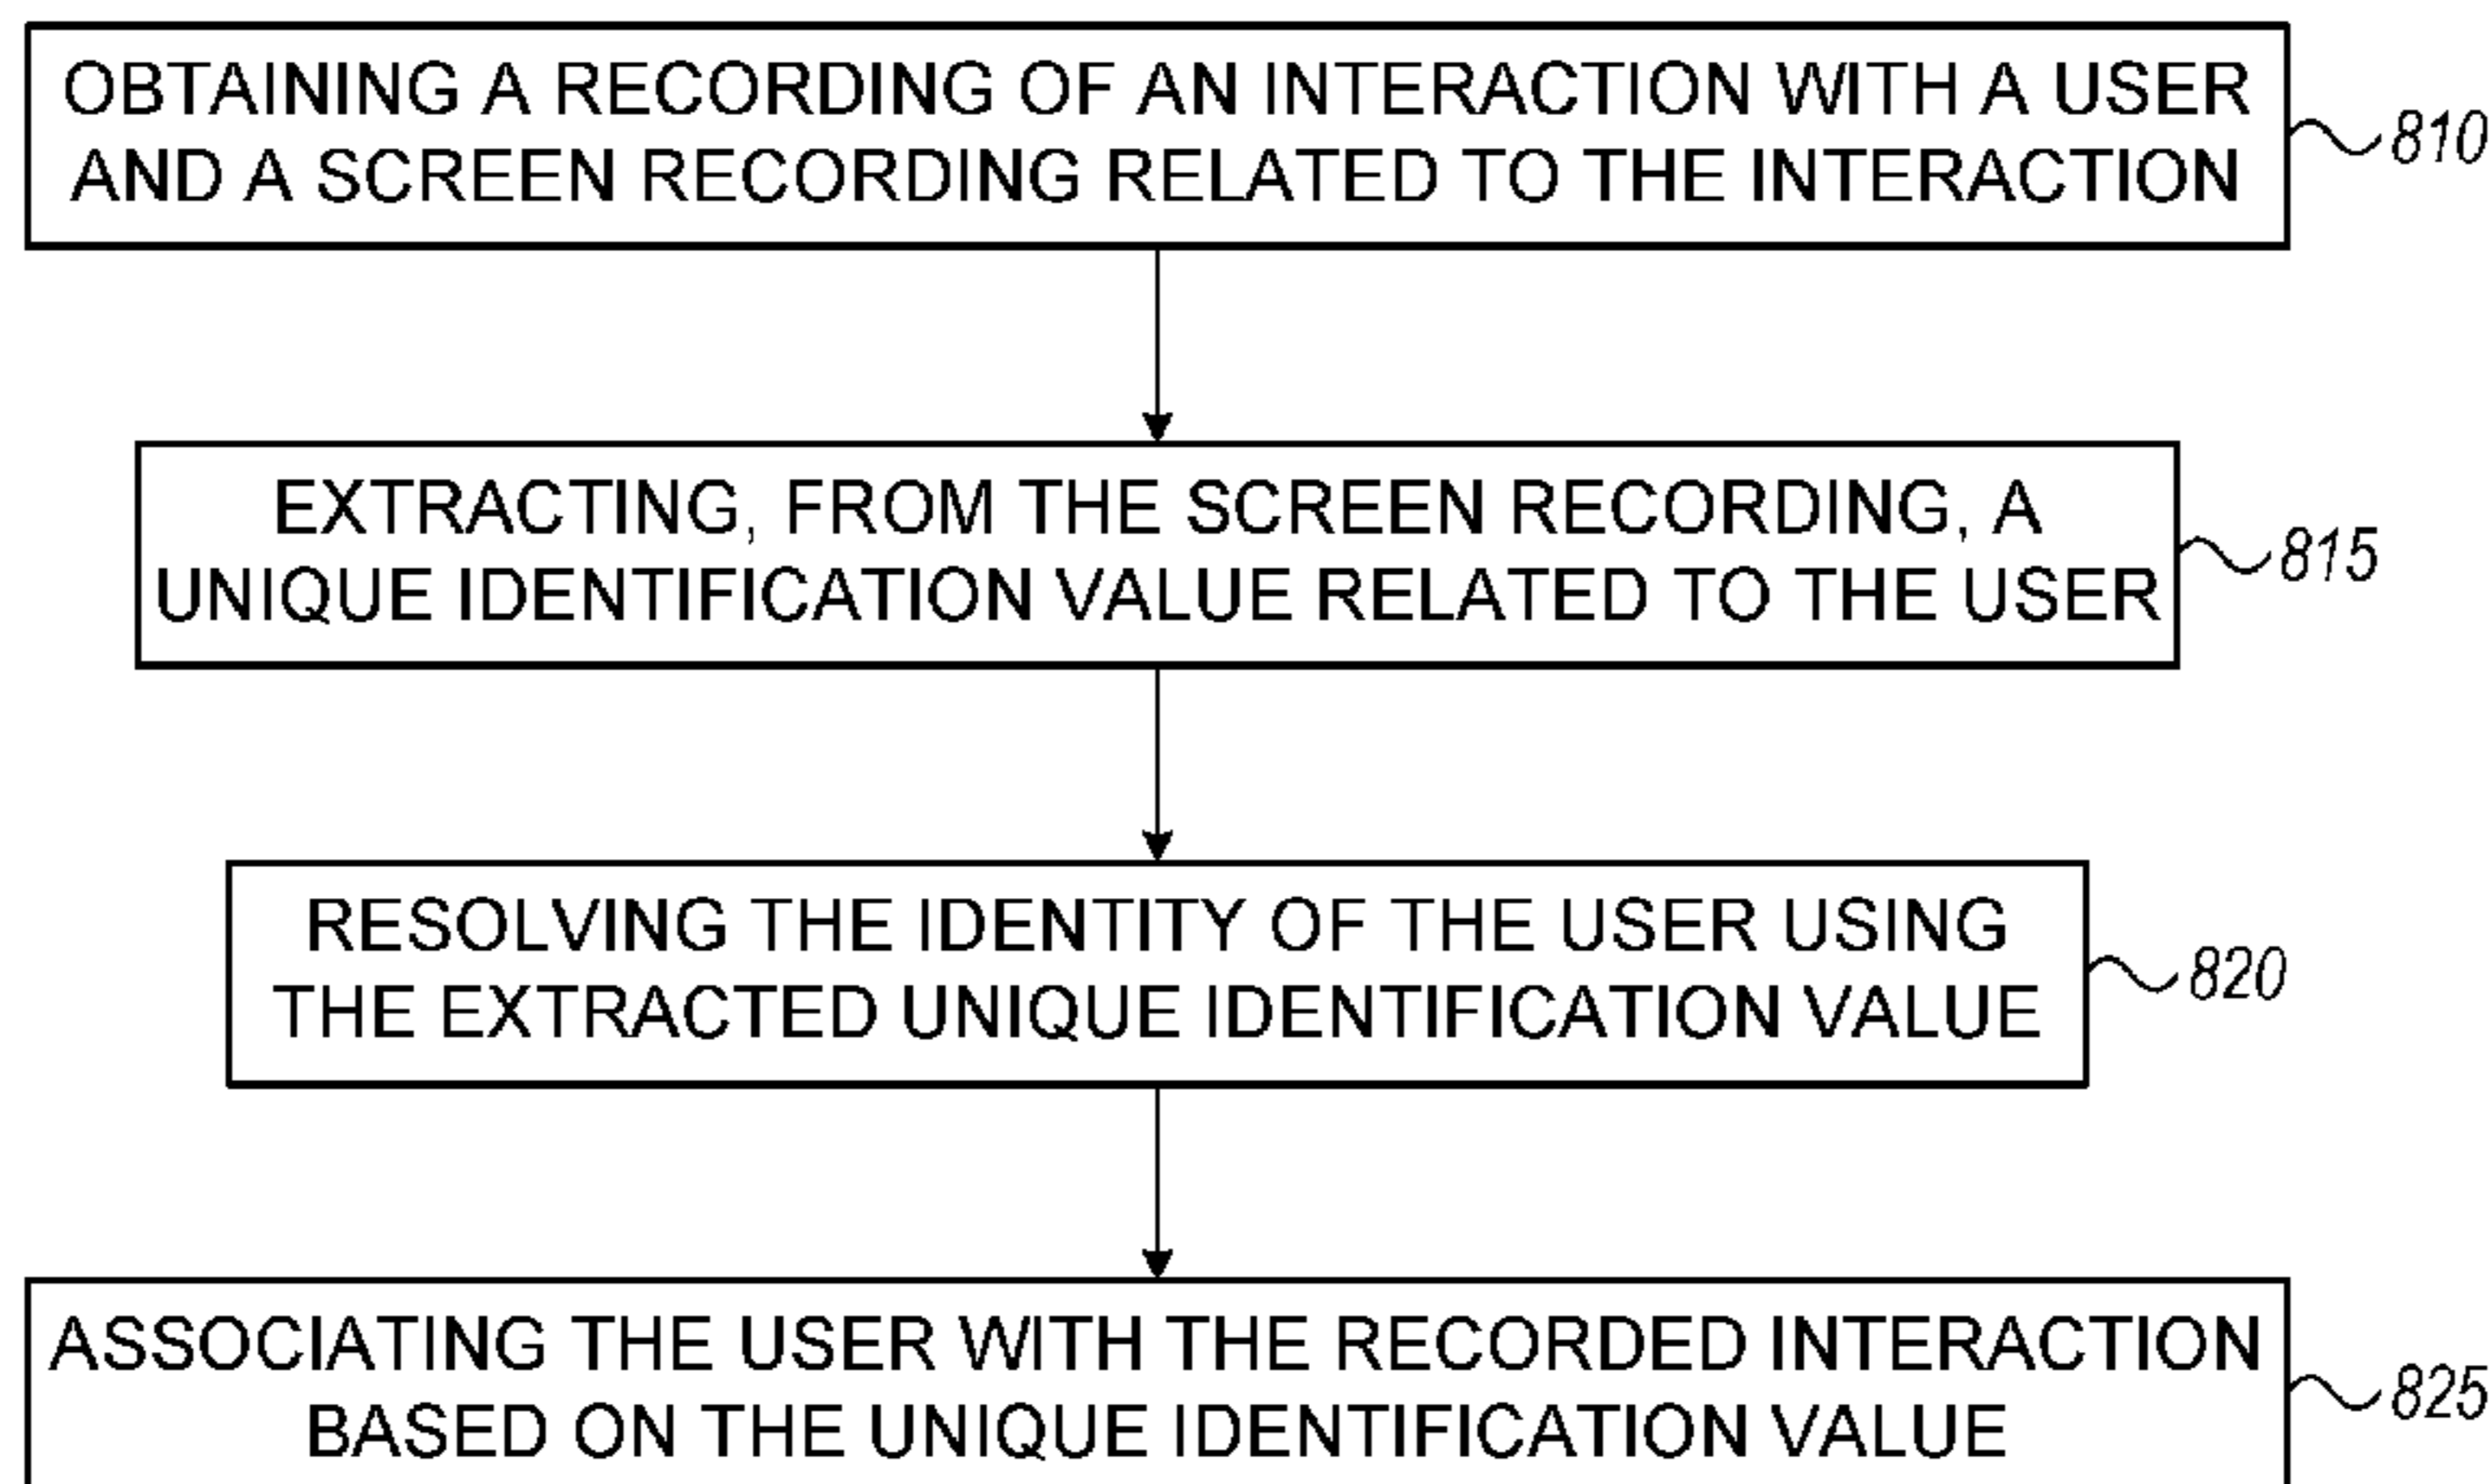 OBTAINING A RECORDING OF AN INTERACTION WITH A USER
AND A SCREEN RECORDING RELATED TO THE INTERACTION
810
EXTRACTING, FROM THE SCREEN RECORDING, A
UNIQUE IDENTIFICATION VALUE RELATED TO THE USER
815
RESOLVING THE IDENTITY OF THE USER USING
THE EXTRACTED UNIQUE IDENTIFICATION VALUE
820
ASSOCIATING THE USER WITH THE RECORDED INTERACTION
BASED ON THE UNIQUE IDENTIFICATION VALUE
825